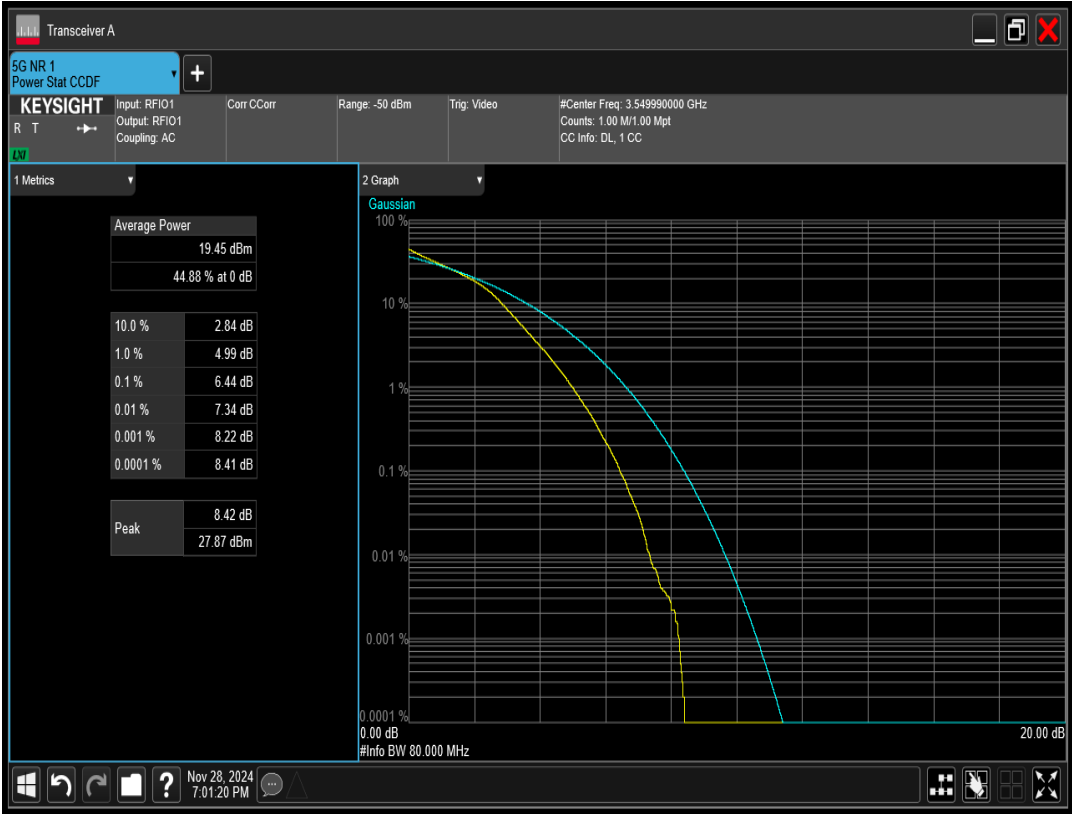 Transceiver A
5G NR 1
Power Stat CCDF
KEYSIGHT
R T
LXI
Input: RFIO1
Output: RFIO1
Coupling: AC
Corr CCorr
Range: -50 dBm
Trig: Video
#Center Freq: 3.549990000 GHz
Counts: 1.00 M/1.00 Mpt
CC Info: DL, 1 CC
1 Metrics
Average Power
19.45 dBm
44.88 % at 0 dB
10.0 % 2.84 dB
1.0 % 4.99 dB
0.1 % 6.44 dB
0.01 % 7.34 dB
0.001 % 8.22 dB
0.0001 % 8.41 dB
Peak 8.42 dB
27.87 dBm
2 Graph
Gaussian
100 %
10 %
1 %
0.1 %
0.01 %
0.001 %
0.0001 %
0.00 dB 20.00 dB
#Info BW 80.000 MHz
?
Nov 28, 2024
7:01:20 PM